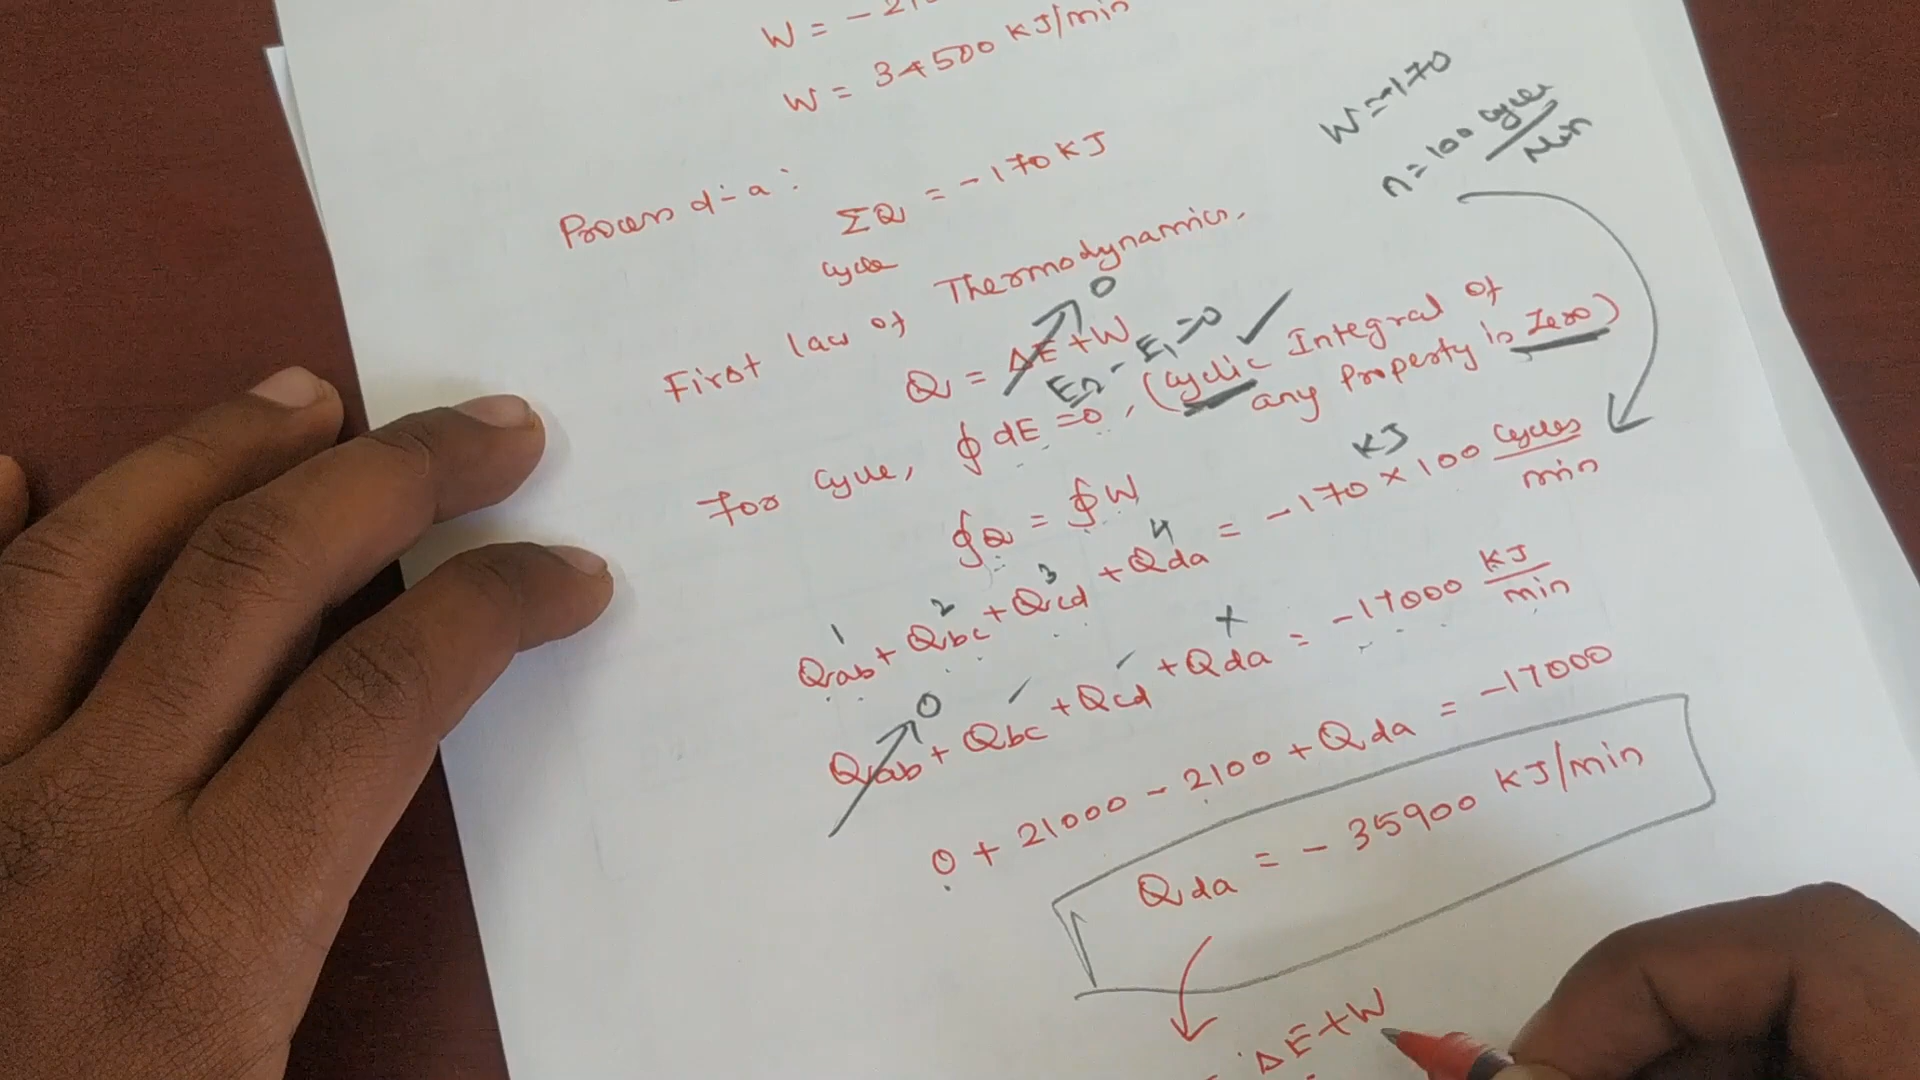 W = - 21
W = 34500 KJ/min
W = -170
n = 100 cycles/Min
Process d-a :
ΣQ = -170 KJ
cycle
First law of Thermodynamics.
Q = ΔE + W
0
E2 - E1 = 0 ✓
For Cycle, ∮ dE = 0, (Cyclic Integral of
any Property is Zero)
∮Q = ∮W
KJ
1 2 3 4
Qab + Qbc + Qcd + Qda = -170 × 100 cycles/min
0 ✓ ✓ x
Qab + Qbc + Qcd + Qda = -17000 KJ/min
0 + 21000 - 2100 + Qda = -17000
Qda = - 35900 KJ/min
ΔE + W